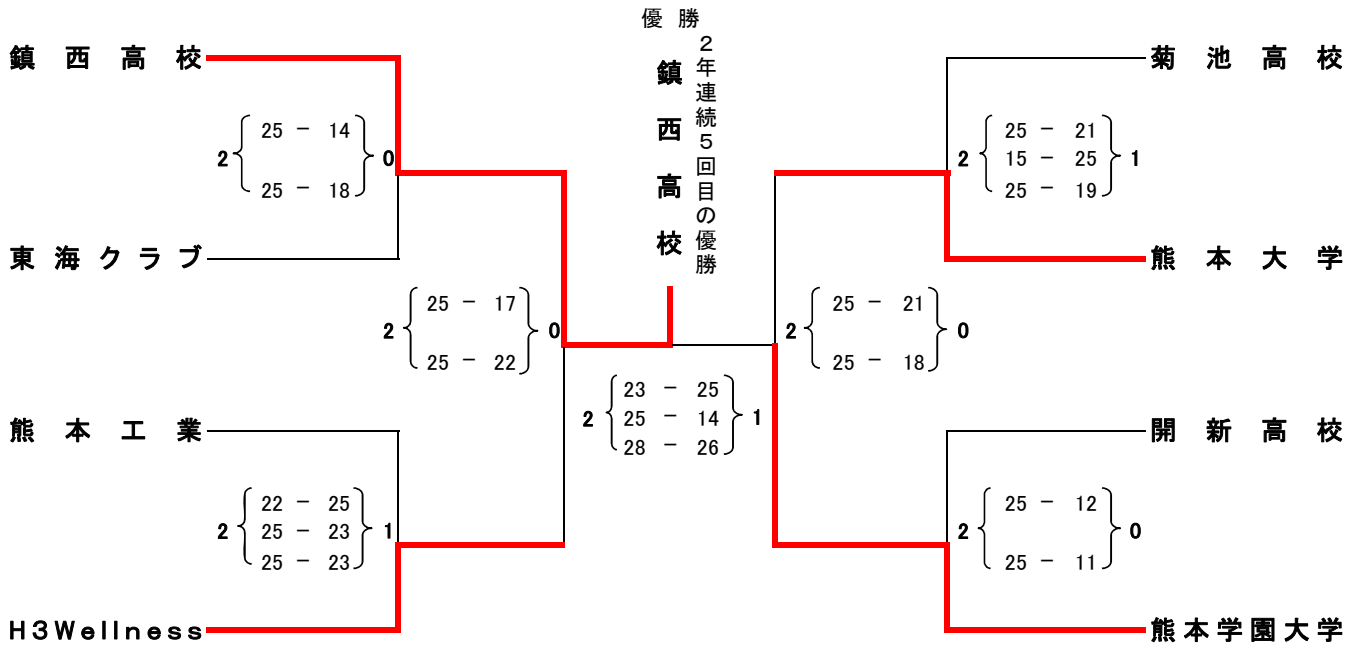 優勝
鎮西高校
2年連続5回目の優勝
鎮西高校
2 25 － 14 0
25 － 18
東海クラブ
2 25 － 17 0
25 － 22
熊本工業
2 22 － 25 1
25 － 23
25 － 23
H3Wellness
23 － 25
2 25 － 14 1
28 － 26
菊池高校
25 － 21
2 15 － 25 1
25 － 19
熊本大学
2 25 － 21 0
25 － 18
開新高校
2 25 － 12 0
25 － 11
熊本学園大学